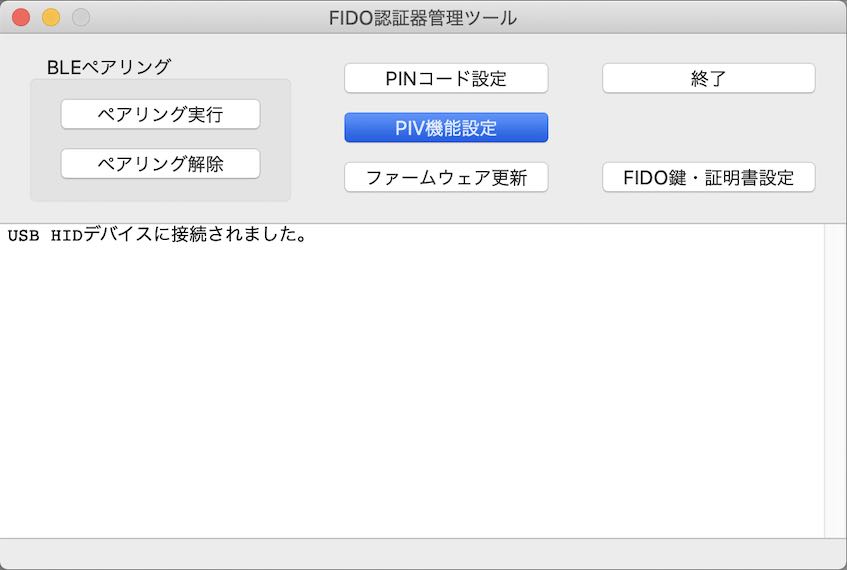 FIDO認証器管理ツール
BLEペアリング
ペアリング実行
ペアリング解除
PINコード設定
PIV機能設定
ファームウェア更新
終了
FIDO鍵・証明書設定
USB HIDデバイスに接続されました。